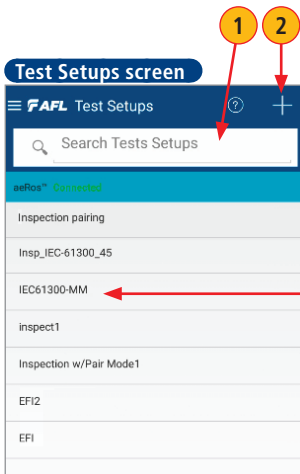 1 2
Test Setups screen
AFL Test Setups ?
Search Tests Setups
aeRos™ Connected
Inspection pairing
Insp_IEC-61300_45
IEC61300-MM
inspect1
Inspection w/Pair Mode1
EFI2
EFI